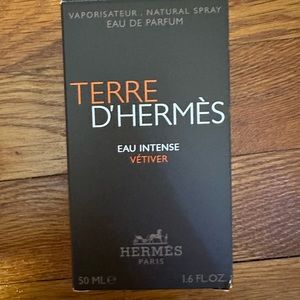 VAPORISATEUR . NATURAL SPRAY
EAU DE PARFUM
TERRE
D'HERMÈS
EAU INTENSE
VÉTIVER
HERMÈS
PARIS
50 ML℮ 1.6 FL.OZ.